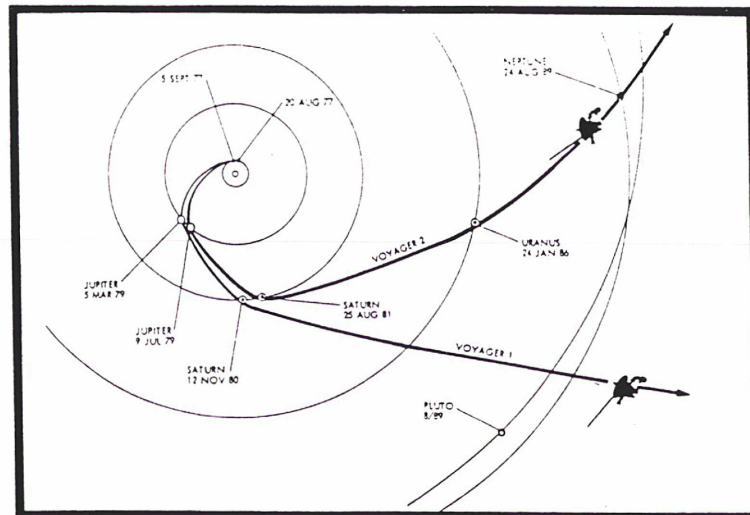 5 SEPT 77
20 AUG 77
NEPTUNE
24 AUG 89
JUPITER
5 MAR 79
JUPITER
9 JUL 79
SATURN
12 NOV 80
SATURN
25 AUG 81
VOYAGER 2
URANUS
24 JAN 86
VOYAGER 1
PLUTO
8/89